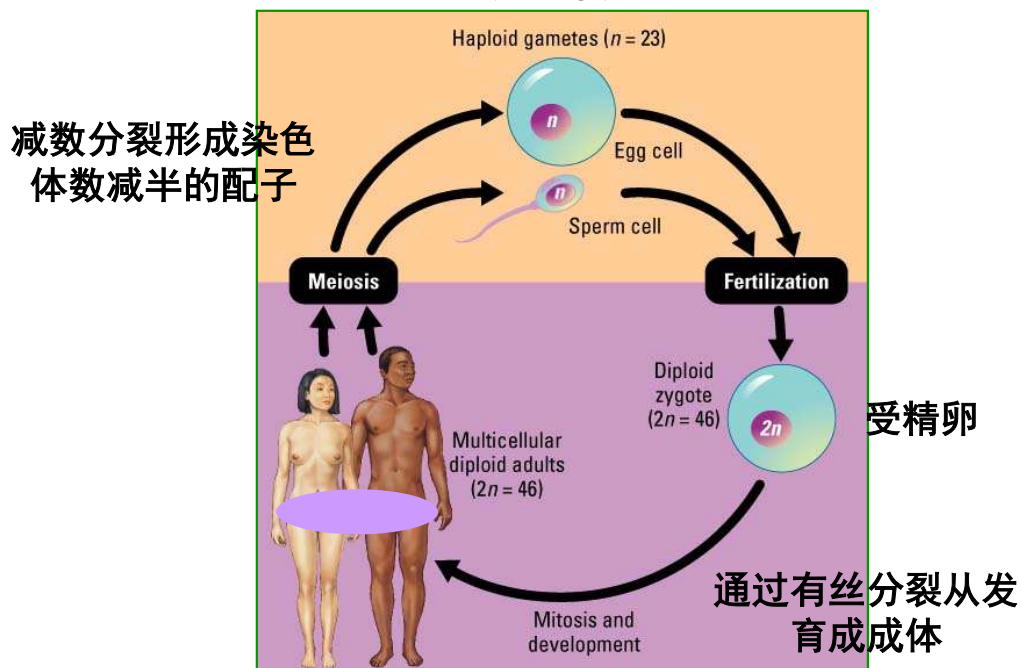 Haploid gametes (n = 23)
减数分裂形成染色
体数减半的配子
n
Egg cell
n
Sperm cell
Meiosis
Fertilization
Diploid
zygote
(2n = 46)
2n
受精卵
Multicellular
diploid adults
(2n = 46)
Mitosis and
development
通过有丝分裂从发
育成成体